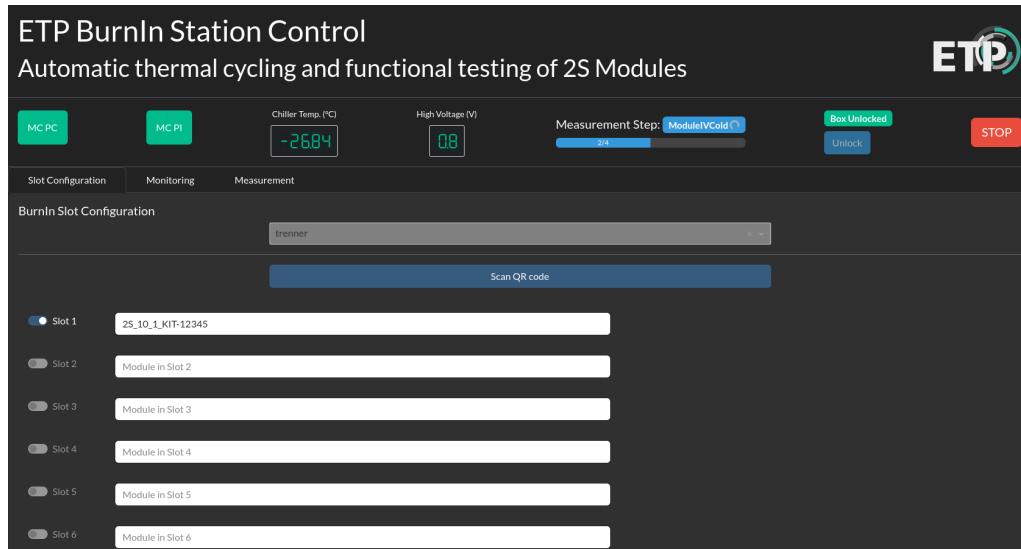 ETP BurnIn Station Control
Automatic thermal cycling and functional testing of 2S Modules
ETP
MC PC
MC PI
Chiller Temp. (°C)
-26.84
High Voltage (V)
0.8
Measurement Step: ModuleIVCold
2/4
Box Unlocked
Unlock
STOP
Slot Configuration
Monitoring
Measurement
BurnIn Slot Configuration
trenner
Scan QR code
Slot 1
2S_10_1_KIT-12345
Slot 2
Module in Slot 2
Slot 3
Module in Slot 3
Slot 4
Module in Slot 4
Slot 5
Module in Slot 5
Slot 6
Module in Slot 6